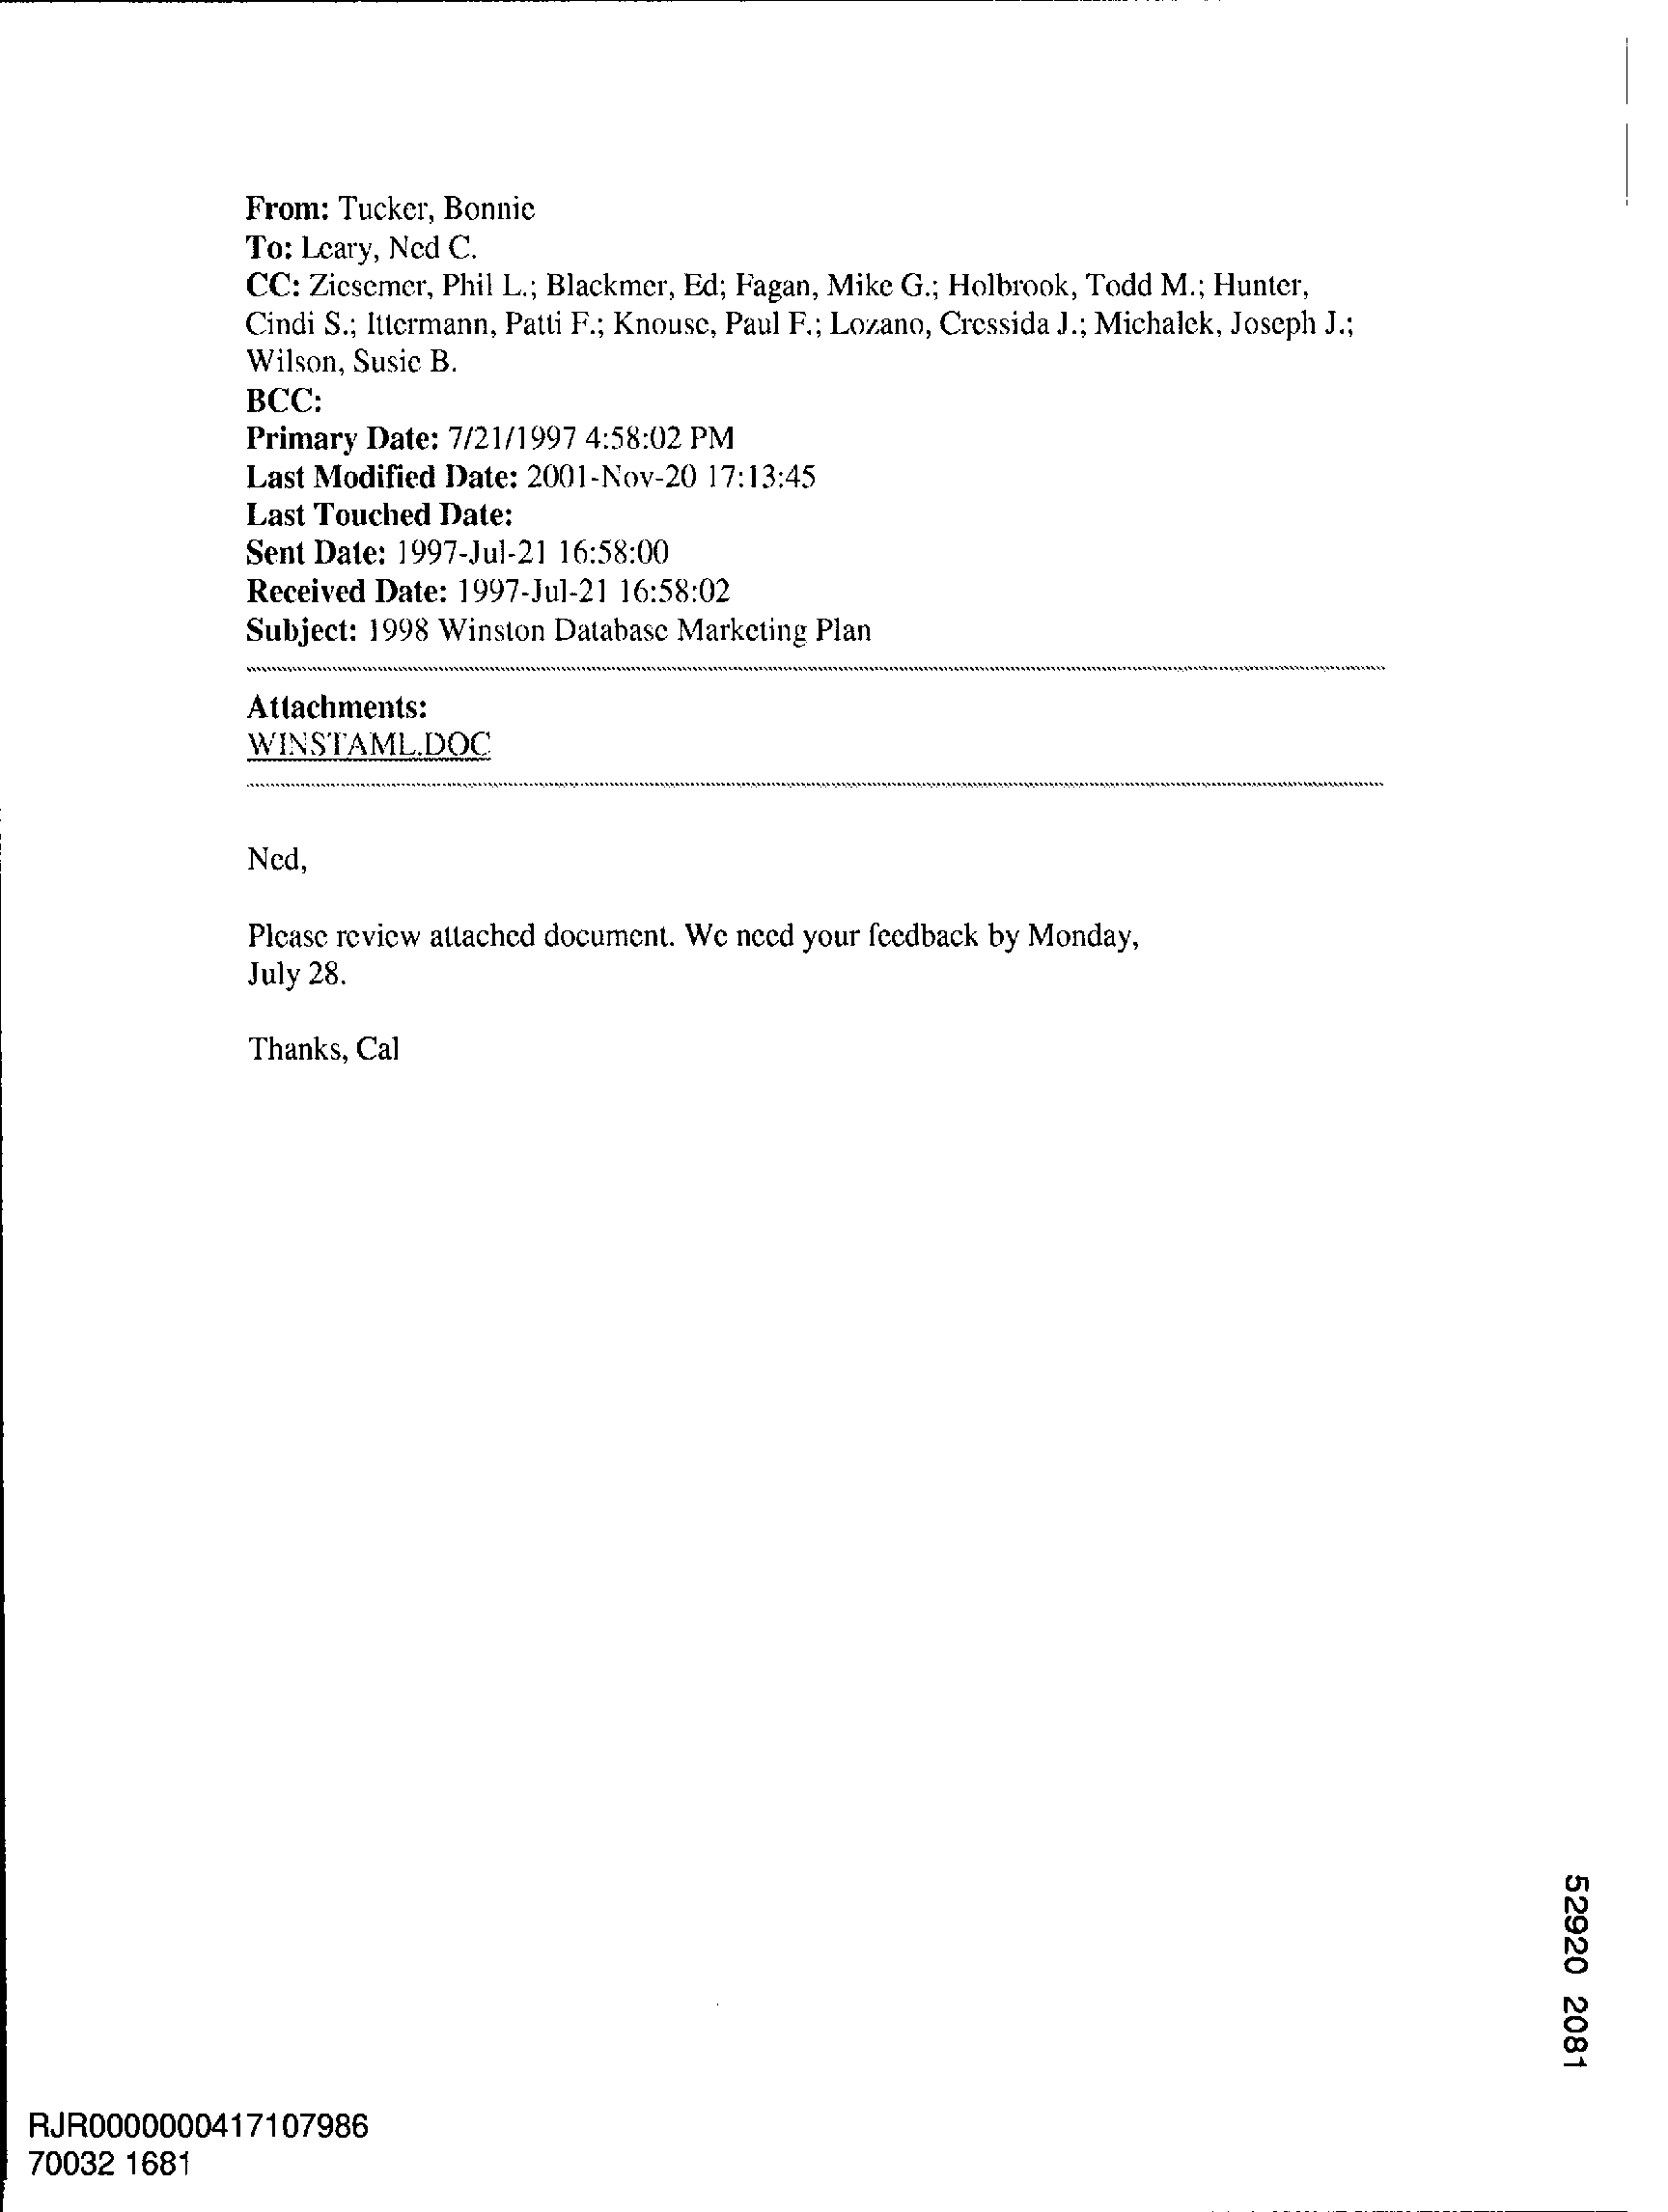 From: Tucker, Bonnie
To: Leary, Ned C.
CC: Ziesemer, Phil L.; Blackmer, Ed; Fagan, Mike G.; Holbrook, Todd M.; Hunter,
Cindi S.; Ittermann, Patti F.; Knouse, Paul F.; Lozano, Cressida J.; Michalek, Joseph J.;
Wilson, Susie B.
BCC:
Primary Date: 7/21/1997 4:58:02 PM
Last Modified Date: 2001-Nov-20 17:13:45
Last Touched Date:
Sent Date: 1997-Jul-21 16:58:00
Received Date: 1997-Jul-21 16:58:02
Subject: 1998 Winston Database Marketing Plan
Attachments:
WINSTAML.DOC
Ned,
Please review attached document. We need your feedback by Monday,
July 28.
Thanks, Cal
52920 2081
RJR0000000417107986
70032 1681